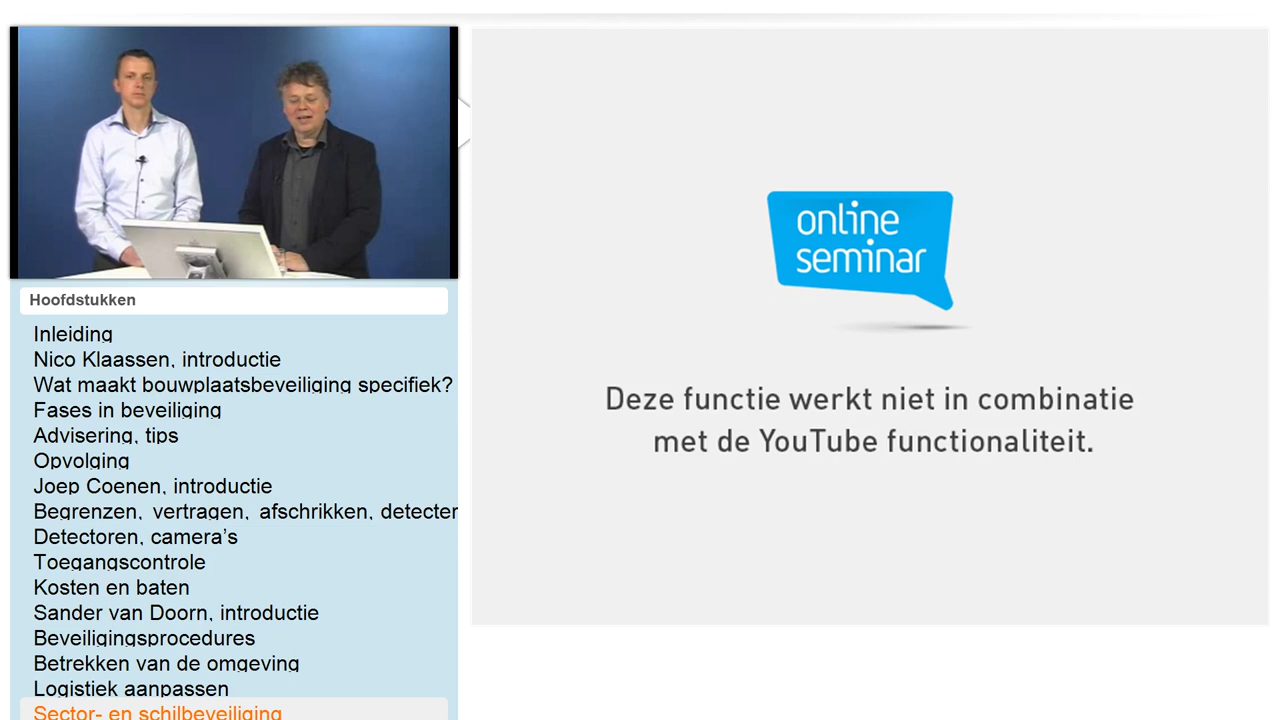 Hoofdstukken
Inleiding
Nico Klaassen, introductie
Wat maakt bouwplaatsbeveiliging specifiek?
Fases in beveiliging
Advisering, tips
Opvolging
Joep Coenen, introductie
Begrenzen, vertragen, afschrikken, detecter
Detectoren, camera's
Toegangscontrole
Kosten en baten
Sander van Doorn, introductie
Beveiligingsprocedures
Betrekken van de omgeving
Logistiek aanpassen
Sector- en schilbeveiliging
online
seminar
Deze functie werkt niet in combinatie
met de YouTube functionaliteit.